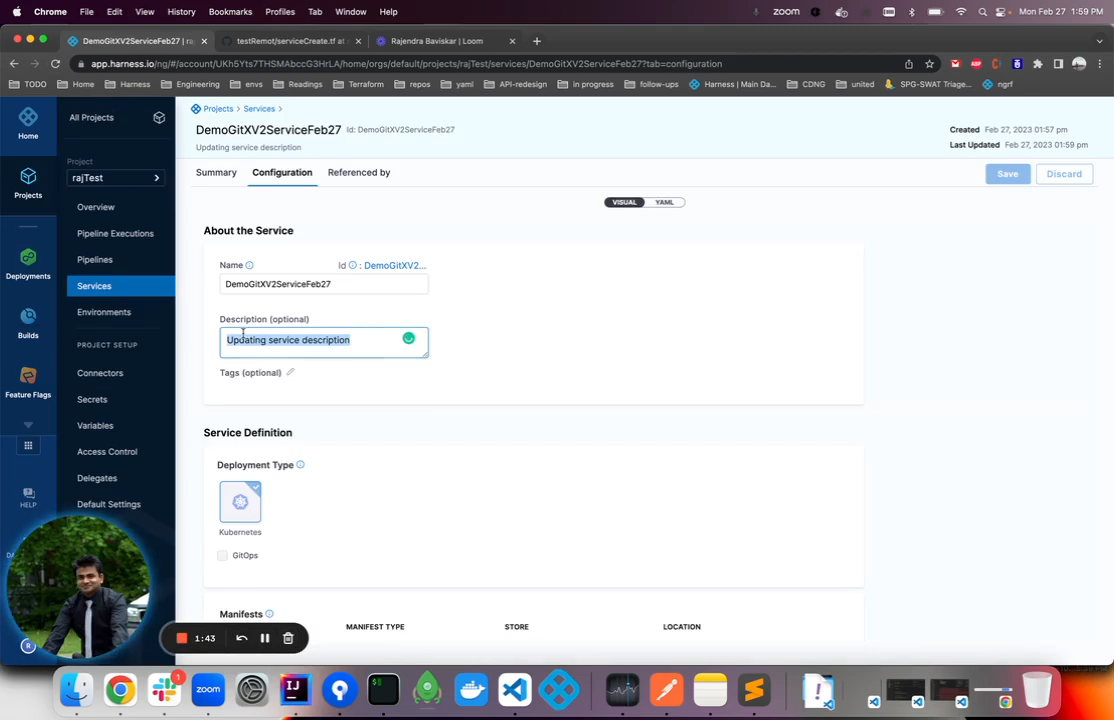 Chrome File Edit View History Bookmarks Profiles Tab Window Help
zoom
Mon Feb 27 1:59 PM
DemoGitXV2ServiceFeb27 | raj
testRemot/serviceCreate.tf at
Rajendra Baviskar | Loom
app.harness.io/ng/#/account/UKh5Yts7THSMAbccG3HrLA/home/orgs/default/projects/rajTest/services/DemoGitXV2ServiceFeb27?tab=configuration
TODO Home Harness Engineering envs Readings Terraform repos yaml API-redesign in progress follow-ups Harness | Main Da... CDNG united SPG-SWAT Triage... ngrf
Home
Projects
Deployments
Builds
Feature Flags
HELP
All Projects
Project
rajTest
Overview
Pipeline Executions
Pipelines
Services
Environments
PROJECT SETUP
Connectors
Secrets
Variables
Access Control
Delegates
Default Settings
Projects > Services >
DemoGitXV2ServiceFeb27 Id: DemoGitXV2ServiceFeb27
Updating service description
Created Feb 27, 2023 01:57 pm
Last Updated Feb 27, 2023 01:59 pm
Summary Configuration Referenced by
Save Discard
VISUAL YAML
About the Service
Name Id : DemoGitXV2...
DemoGitXV2ServiceFeb27
Description (optional)
Updating service description
Tags (optional)
Service Definition
Deployment Type
Kubernetes
GitOps
Manifests
MANIFEST TYPE STORE LOCATION
R
1:43
1
zoom